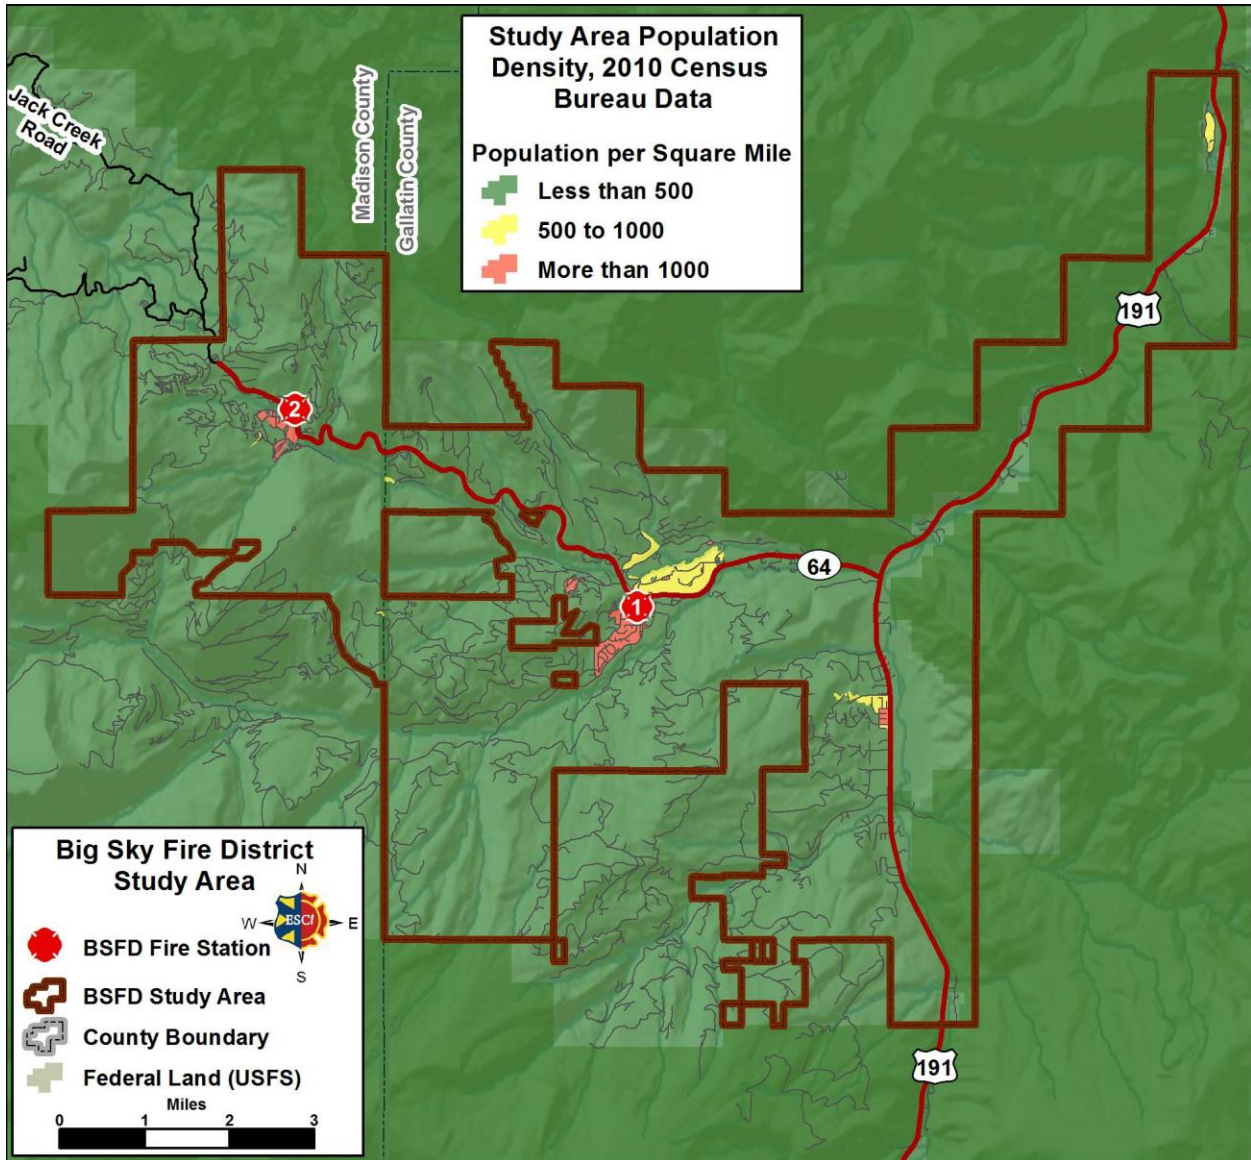 Study Area Population
Density, 2010 Census
Bureau Data
Population per Square Mile
Less than 500
500 to 1000
More than 1000
Jack Creek
Road
Madison County
Gallatin County
191
2
64
1
Big Sky Fire District
Study Area
N
W
ESCi
E
S
BSFD Fire Station
BSFD Study Area
County Boundary
Federal Land (USFS)
Miles
0 1 2 3
191